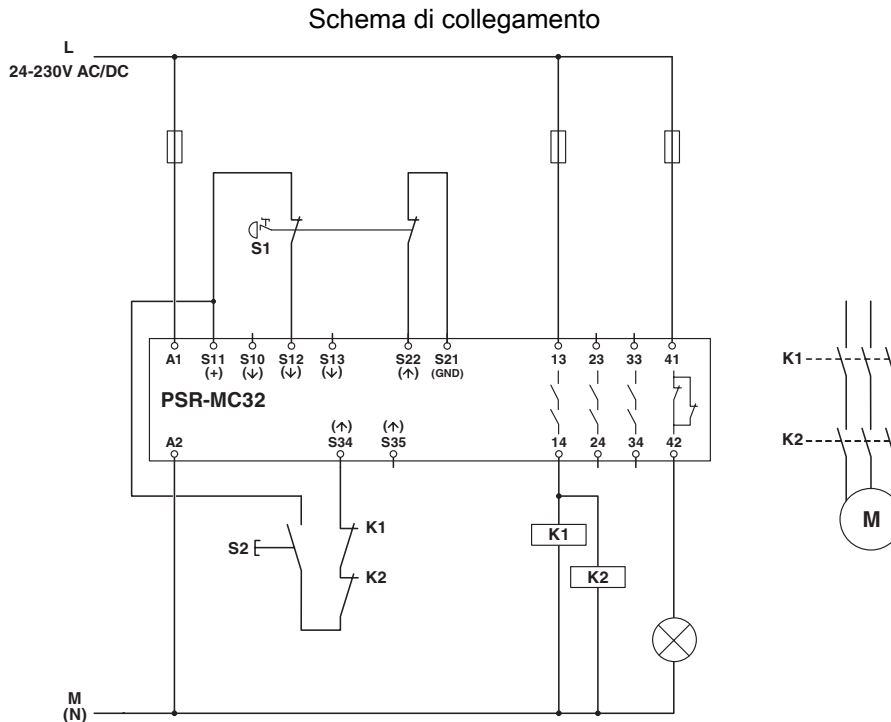 Schema di collegamento
L
24-230V AC/DC
S1
A1 S11 S10 S12 S13 S22 S21 13 23 33 41
(+) (↓) (↓) (↓) (↑) (GND)
PSR-MC32
(↑) (↑)
A2 S34 S35 14 24 34 42
K1
K2
M
S2
K1
K2
K1
K2
M
(N)